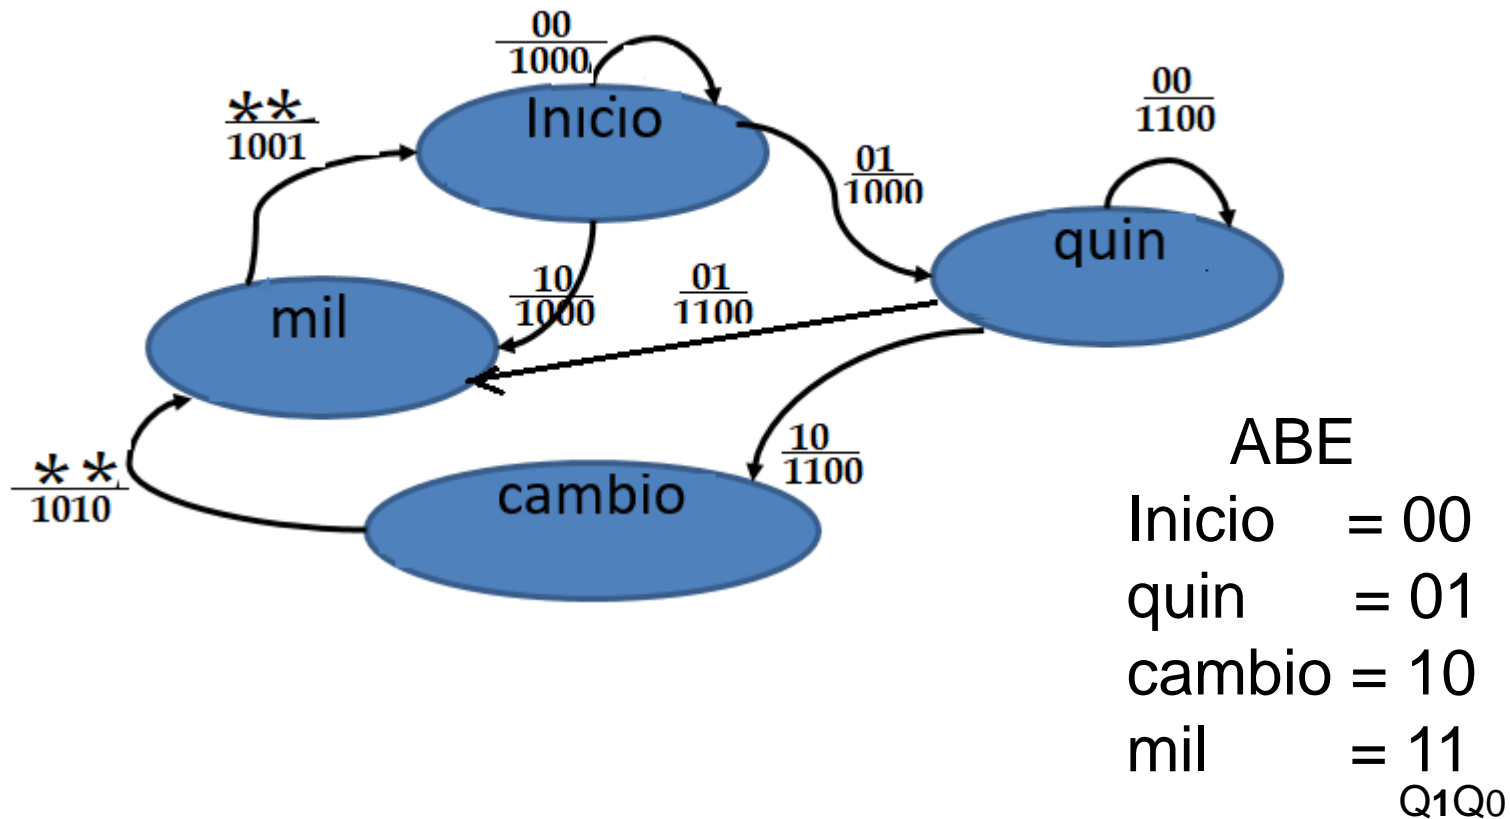 00
1000
Inicio
00
1100
**
1001
01
1000
quin
10
1000
01
1100
mil
10
1100
**
1010
cambio
ABE
Inicio = 00
quin = 01
cambio = 10
mil = 11
Q1Q0